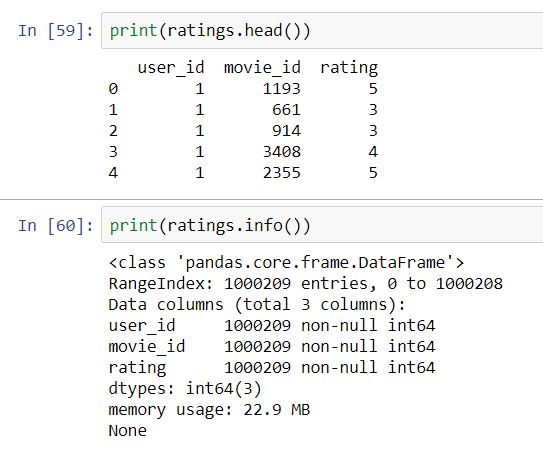 In [59]: print(ratings.head())
   user_id  movie_id  rating
0        1      1193       5
1        1       661       3
2        1       914       3
3        1      3408       4
4        1      2355       5
In [60]: print(ratings.info())
<class 'pandas.core.frame.DataFrame'>
RangeIndex: 1000209 entries, 0 to 1000208
Data columns (total 3 columns):
user_id     1000209 non-null int64
movie_id    1000209 non-null int64
rating      1000209 non-null int64
dtypes: int64(3)
memory usage: 22.9 MB
None